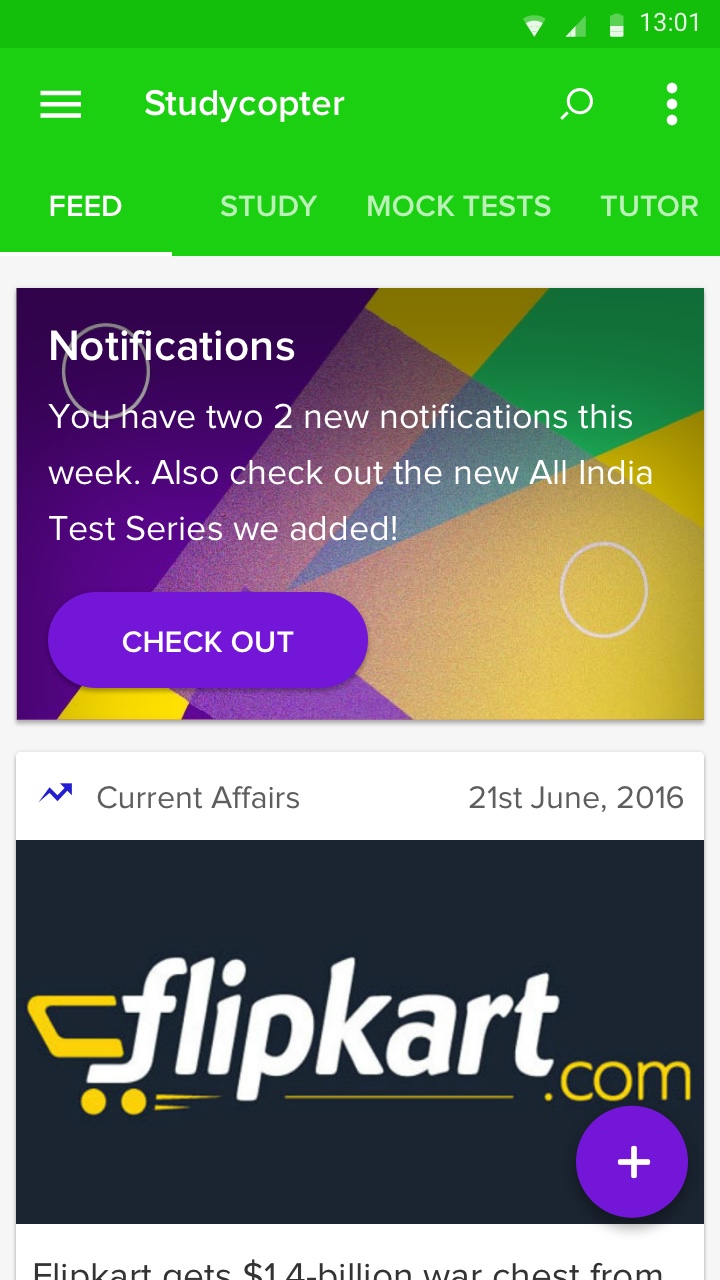 13:01
Studycopter
FEED STUDY MOCK TESTS TUTOR
Notifications
You have two 2 new notifications this
week. Also check out the new All India
Test Series we added!
CHECK OUT
Current Affairs 21st June, 2016
flipkart.com
Flipkart gets $1.4-billion war chest from